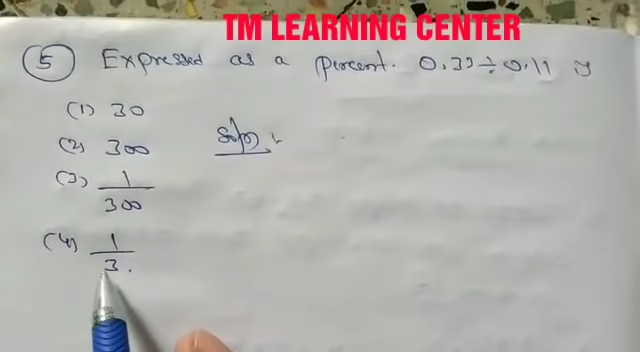 TM LEARNING CENTER
(5) Expressed as a percent. 0.33 ÷ 0.11 is
(1) 30
(2) 300
Soln:
(3) 1/300
(4) 1/3.